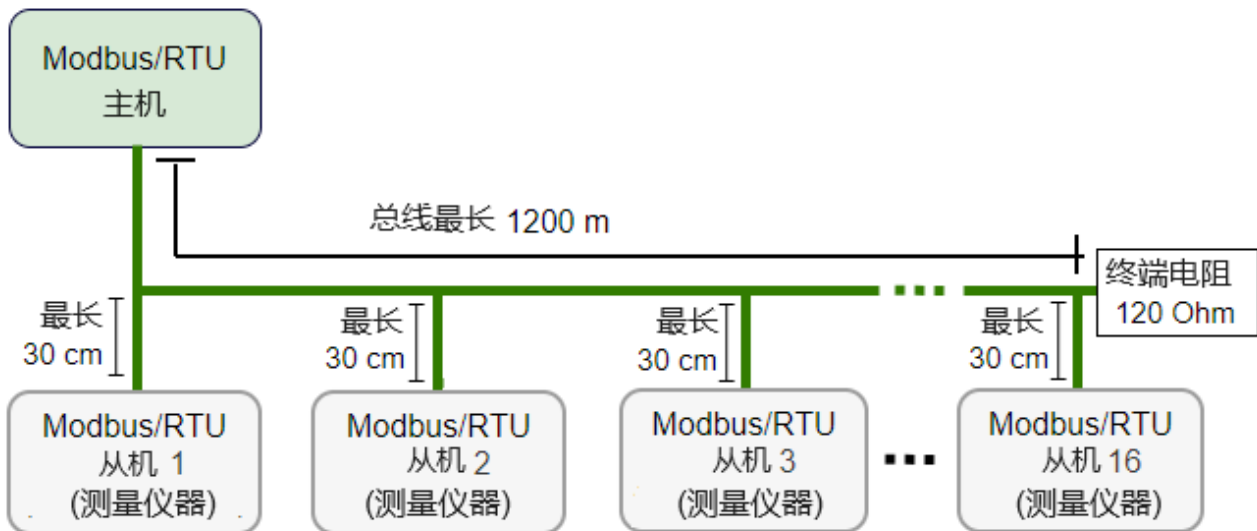 Modbus/RTU
主机
总线最长 1200 m
终端电阻
120 Ohm
最长
30 cm
最长
30 cm
最长
30 cm
最长
30 cm
Modbus/RTU
从机 1
(测量仪器)
Modbus/RTU
从机 2
(测量仪器)
Modbus/RTU
从机 3
(测量仪器)
Modbus/RTU
从机 16
(测量仪器)